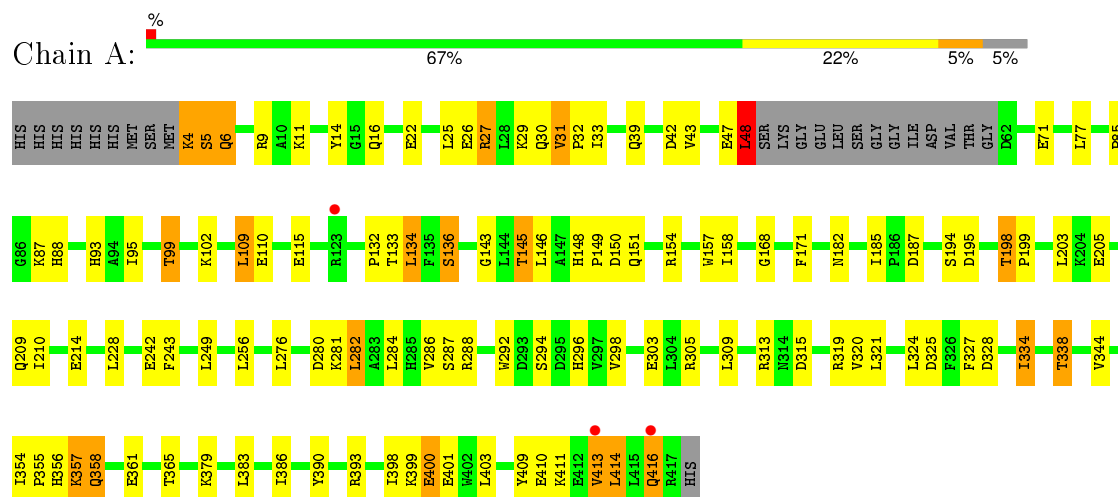 %
Chain A:
67% 22% 5% 5%
HIS HIS HIS HIS HIS HIS MET SER MET K4 S5 Q6 R9 A10 K11 Y14 G15 Q16 E22 L25 E26 R27 L28 K29 Q30 V31 P32 I33 Q39 D42 V43 E47 L48 SER LYS GLY GLU LEU SER GLY GLY ILE ASP VAL THR GLY D62 E71 L77 P85
G86 K87 H88 H93 A94 I95 T99 K102 L109 E110 E115 R123 P132 T133 L134 F135 S136 G143 L144 T145 L146 A147 H148 P149 D150 Q151 R154 W157 I158 G168 F171 N182 I185 P186 D187 S194 D195 T198 P199 L203 K204 E205
Q209 I210 E214 L228 E242 F243 L249 L256 L276 D280 K281 L282 A283 L284 H285 V286 S287 R288 W292 D293 S294 D295 H296 V297 V298 E303 L304 R305 L309 R313 N314 D315 R319 V320 L321 L324 D325 F326 F327 D328 I334 T338 V344
I354 P355 H356 K357 Q358 E361 T365 K379 L383 I386 Y390 R393 I398 K399 E400 E401 W402 L403 Y409 E410 K411 E412 V413 L414 L415 Q416 R417 HIS